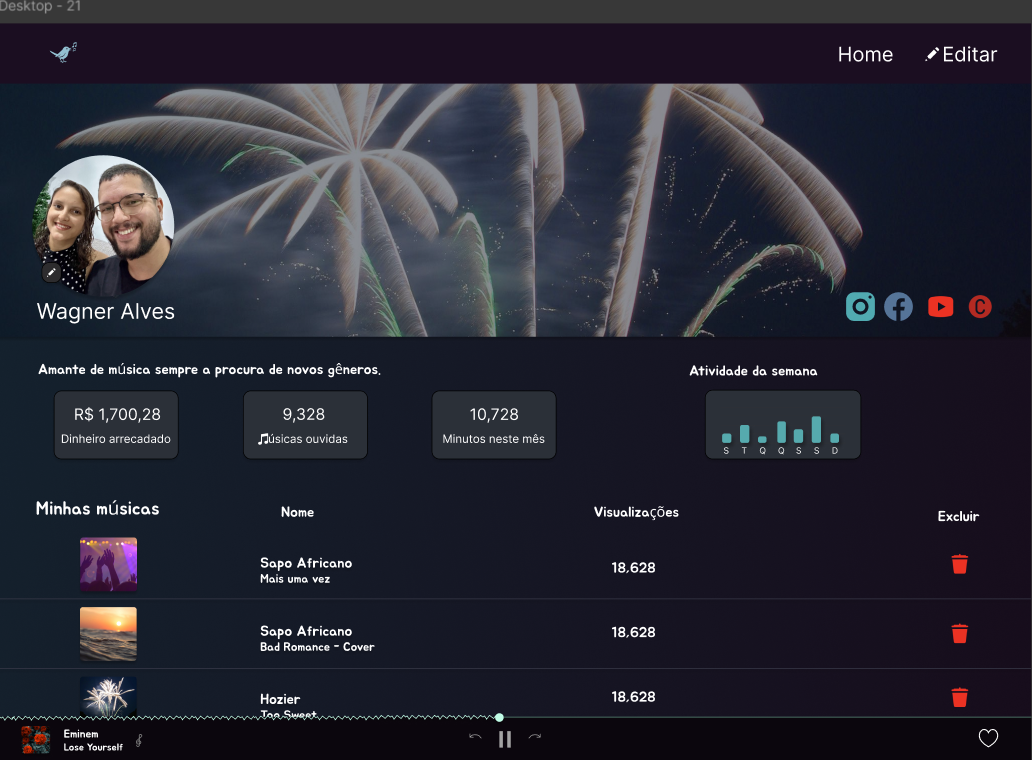 Desktop - 21
Home
Editar
Wagner Alves
C
Amante de música sempre a procura de novos gêneros.
Atividade da semana
R$ 1,700,28
Dinheiro arrecadado
9,328
úsicas ouvidas
10,728
Minutos neste mês
S T Q Q S S D
Minhas músicas
Nome
Visualizações
Excluir
Sapo Africano
Mais uma vez
18,628
Sapo Africano
Bad Romance - Cover
18,628
Hozier
Too Sweet
18,628
Eminem
Lose Yourself